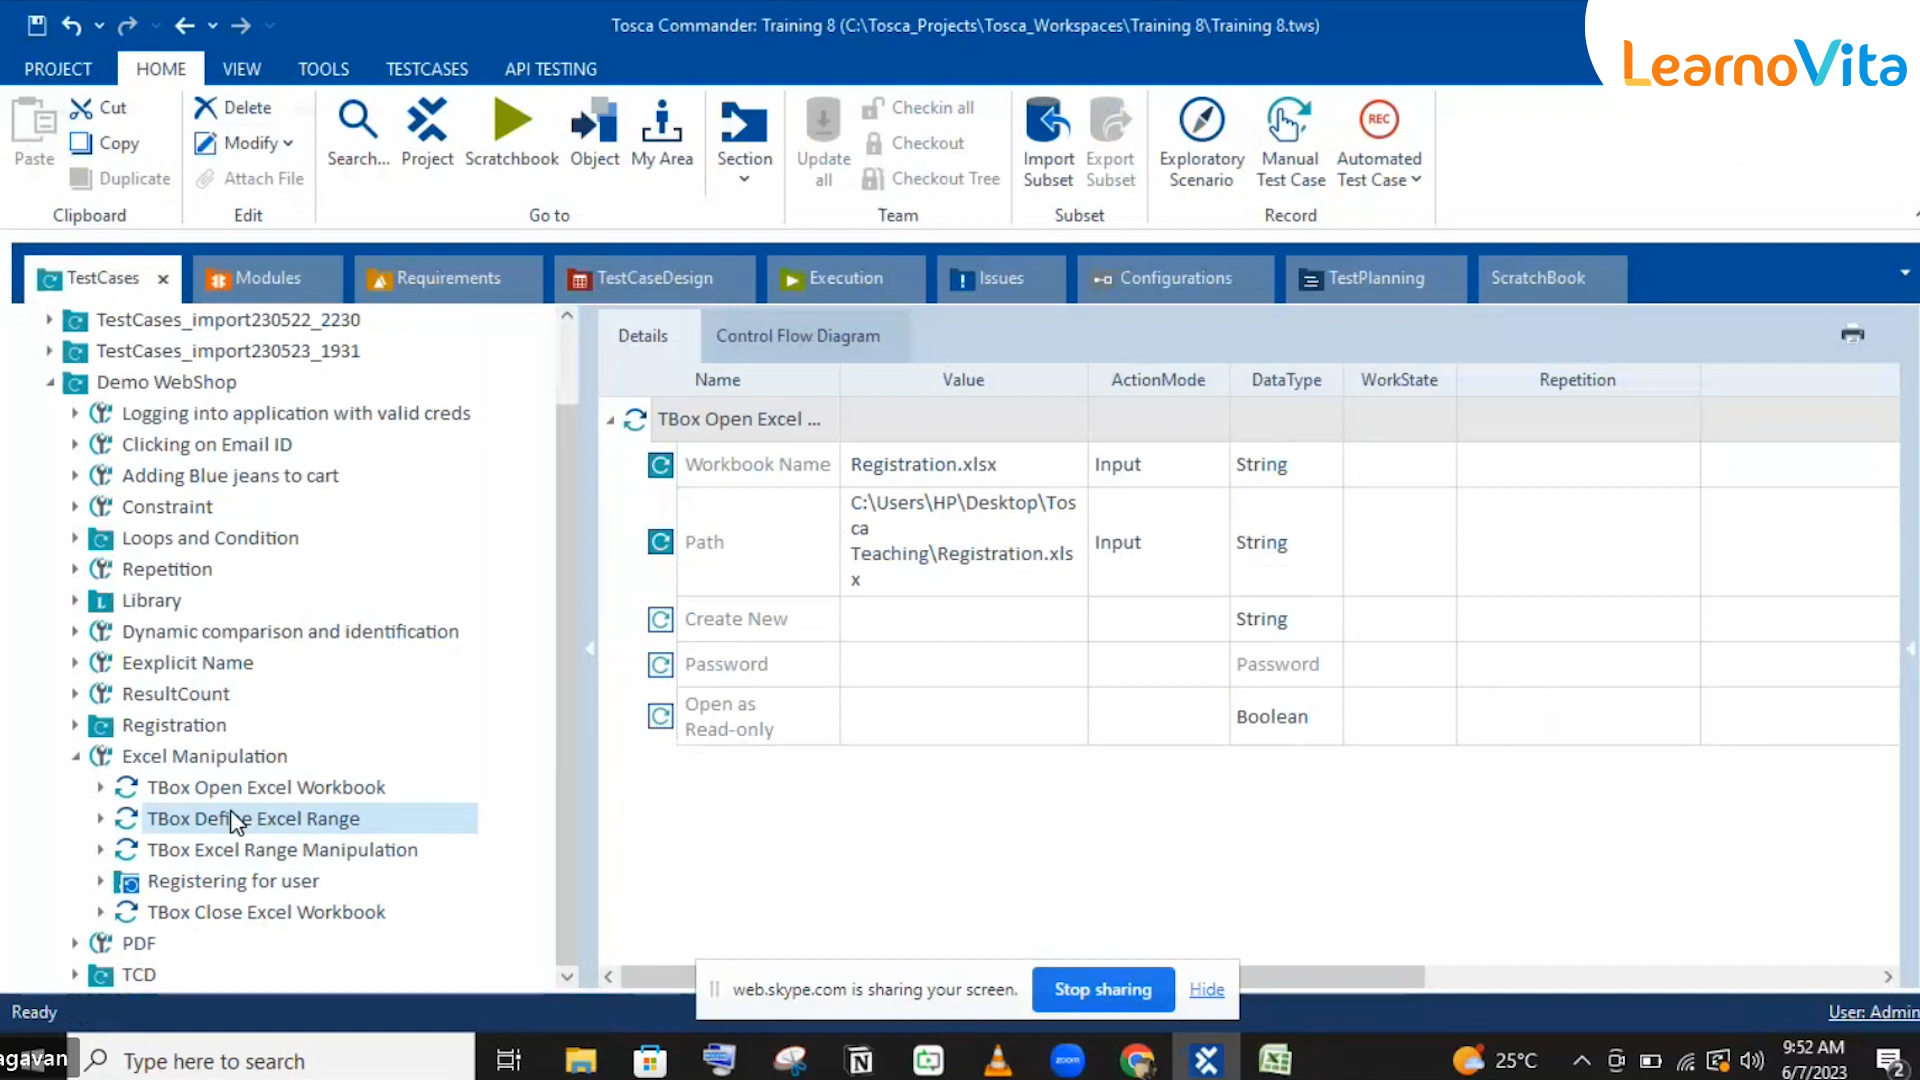 Tosca Commander: Training 8 (C:\Tosca_Projects\Tosca_Workspaces\Training 8\Training 8.tws)
LearnoVita
PROJECT HOME VIEW TOOLS TESTCASES API TESTING
Paste
Cut
Copy
Duplicate
Clipboard
Delete
Modify
Attach File
Edit
Search... Project Scratchbook Object My Area
Go to
Section
Update all
Checkin all
Checkout
Checkout Tree
Team
Import Subset
Export Subset
Subset
Exploratory Scenario
Manual Test Case
REC
Automated Test Case
Record
TestCases Modules Requirements TestCaseDesign Execution Issues Configurations TestPlanning ScratchBook
TestCases_import230522_2230
TestCases_import230523_1931
Demo WebShop
Logging into application with valid creds
Clicking on Email ID
Adding Blue jeans to cart
Constraint
Loops and Condition
Repetition
Library
Dynamic comparison and identification
Eexplicit Name
ResultCount
Registration
Excel Manipulation
TBox Open Excel Workbook
TBox Define Excel Range
TBox Excel Range Manipulation
Registering for user
TBox Close Excel Workbook
PDF
TCD
Details Control Flow Diagram
Name Value ActionMode DataType WorkState Repetition
TBox Open Excel ...
Workbook Name Registration.xlsx Input String
Path C:\Users\HP\Desktop\Tos
ca
Teaching\Registration.xls
x
Input String
Create New String
Password Password
Open as
Read-only
Boolean
web.skype.com is sharing your screen. Stop sharing Hide
Ready
User: Admin
agavan
Type here to search
zoom
25°C
9:52 AM
6/7/2023
2